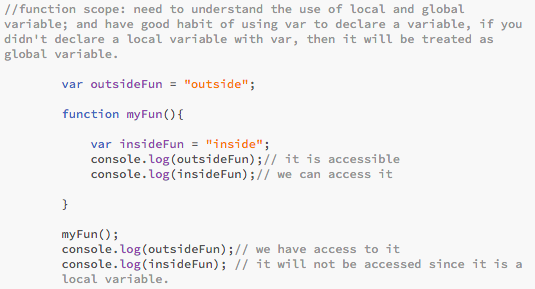 //function scope: need to understand the use of local and global
variable; and have good habit of using var to declare a variable, if you
didn't declare a local variable with var, then it will be treated as
global variable.
var outsideFun = "outside";
function myFun(){
var insideFun = "inside";
console.log(outsideFun);// it is accessible
console.log(insideFun);// we can access it
}
myFun();
console.log(outsideFun);// we have access to it
console.log(insideFun); // it will not be accessed since it is a
local variable.